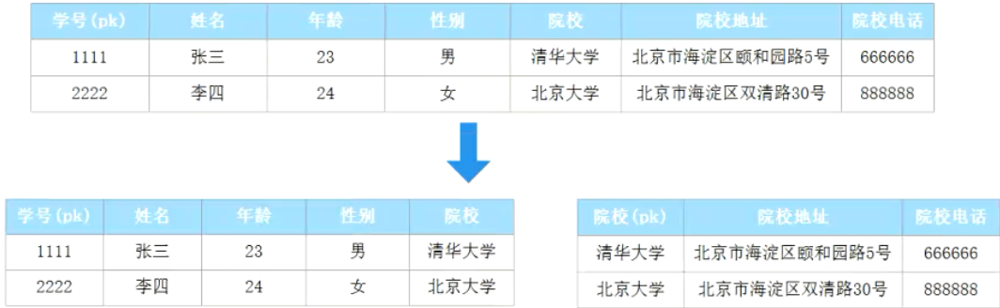 学号(pk) 姓名 年龄 性别 院校 院校地址 院校电话
1111 张三 23 男 清华大学 北京市海淀区颐和园路5号 666666
2222 李四 24 女 北京大学 北京市海淀区双清路30号 888888
学号(pk) 姓名 年龄 性别 院校
1111 张三 23 男 清华大学
2222 李四 24 女 北京大学
院校(pk) 院校地址 院校电话
清华大学 北京市海淀区颐和园路5号 666666
北京大学 北京市海淀区双清路30号 888888